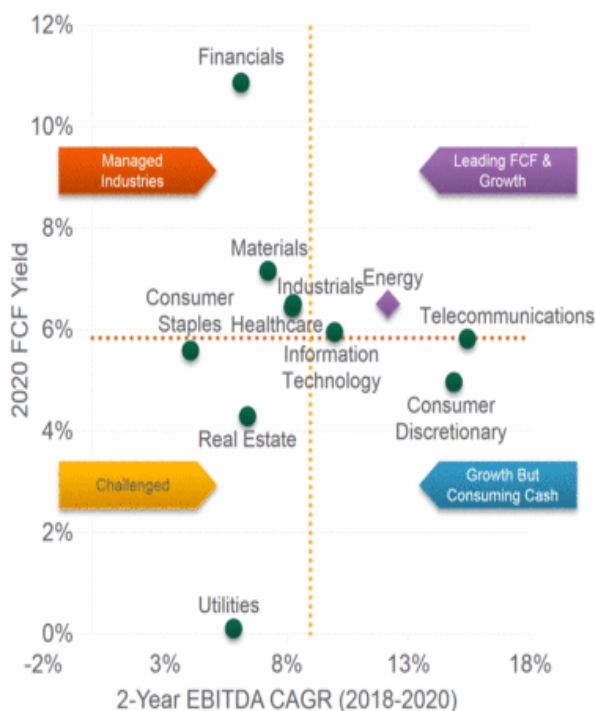 12%
Financials
10%
Managed
Industries
Leading FCF &
Growth
8%
Materials
Industrials
Energy
Consumer
Staples
Healthcare
Telecommunications
6%
Information
Technology
Consumer
Discretionary
2020 FCF Yield
4%
Real Estate
Challenged
Growth But
Consuming Cash
2%
Utilities
0%
-2%
3%
8%
13%
18%
2-Year EBITDA CAGR (2018-2020)